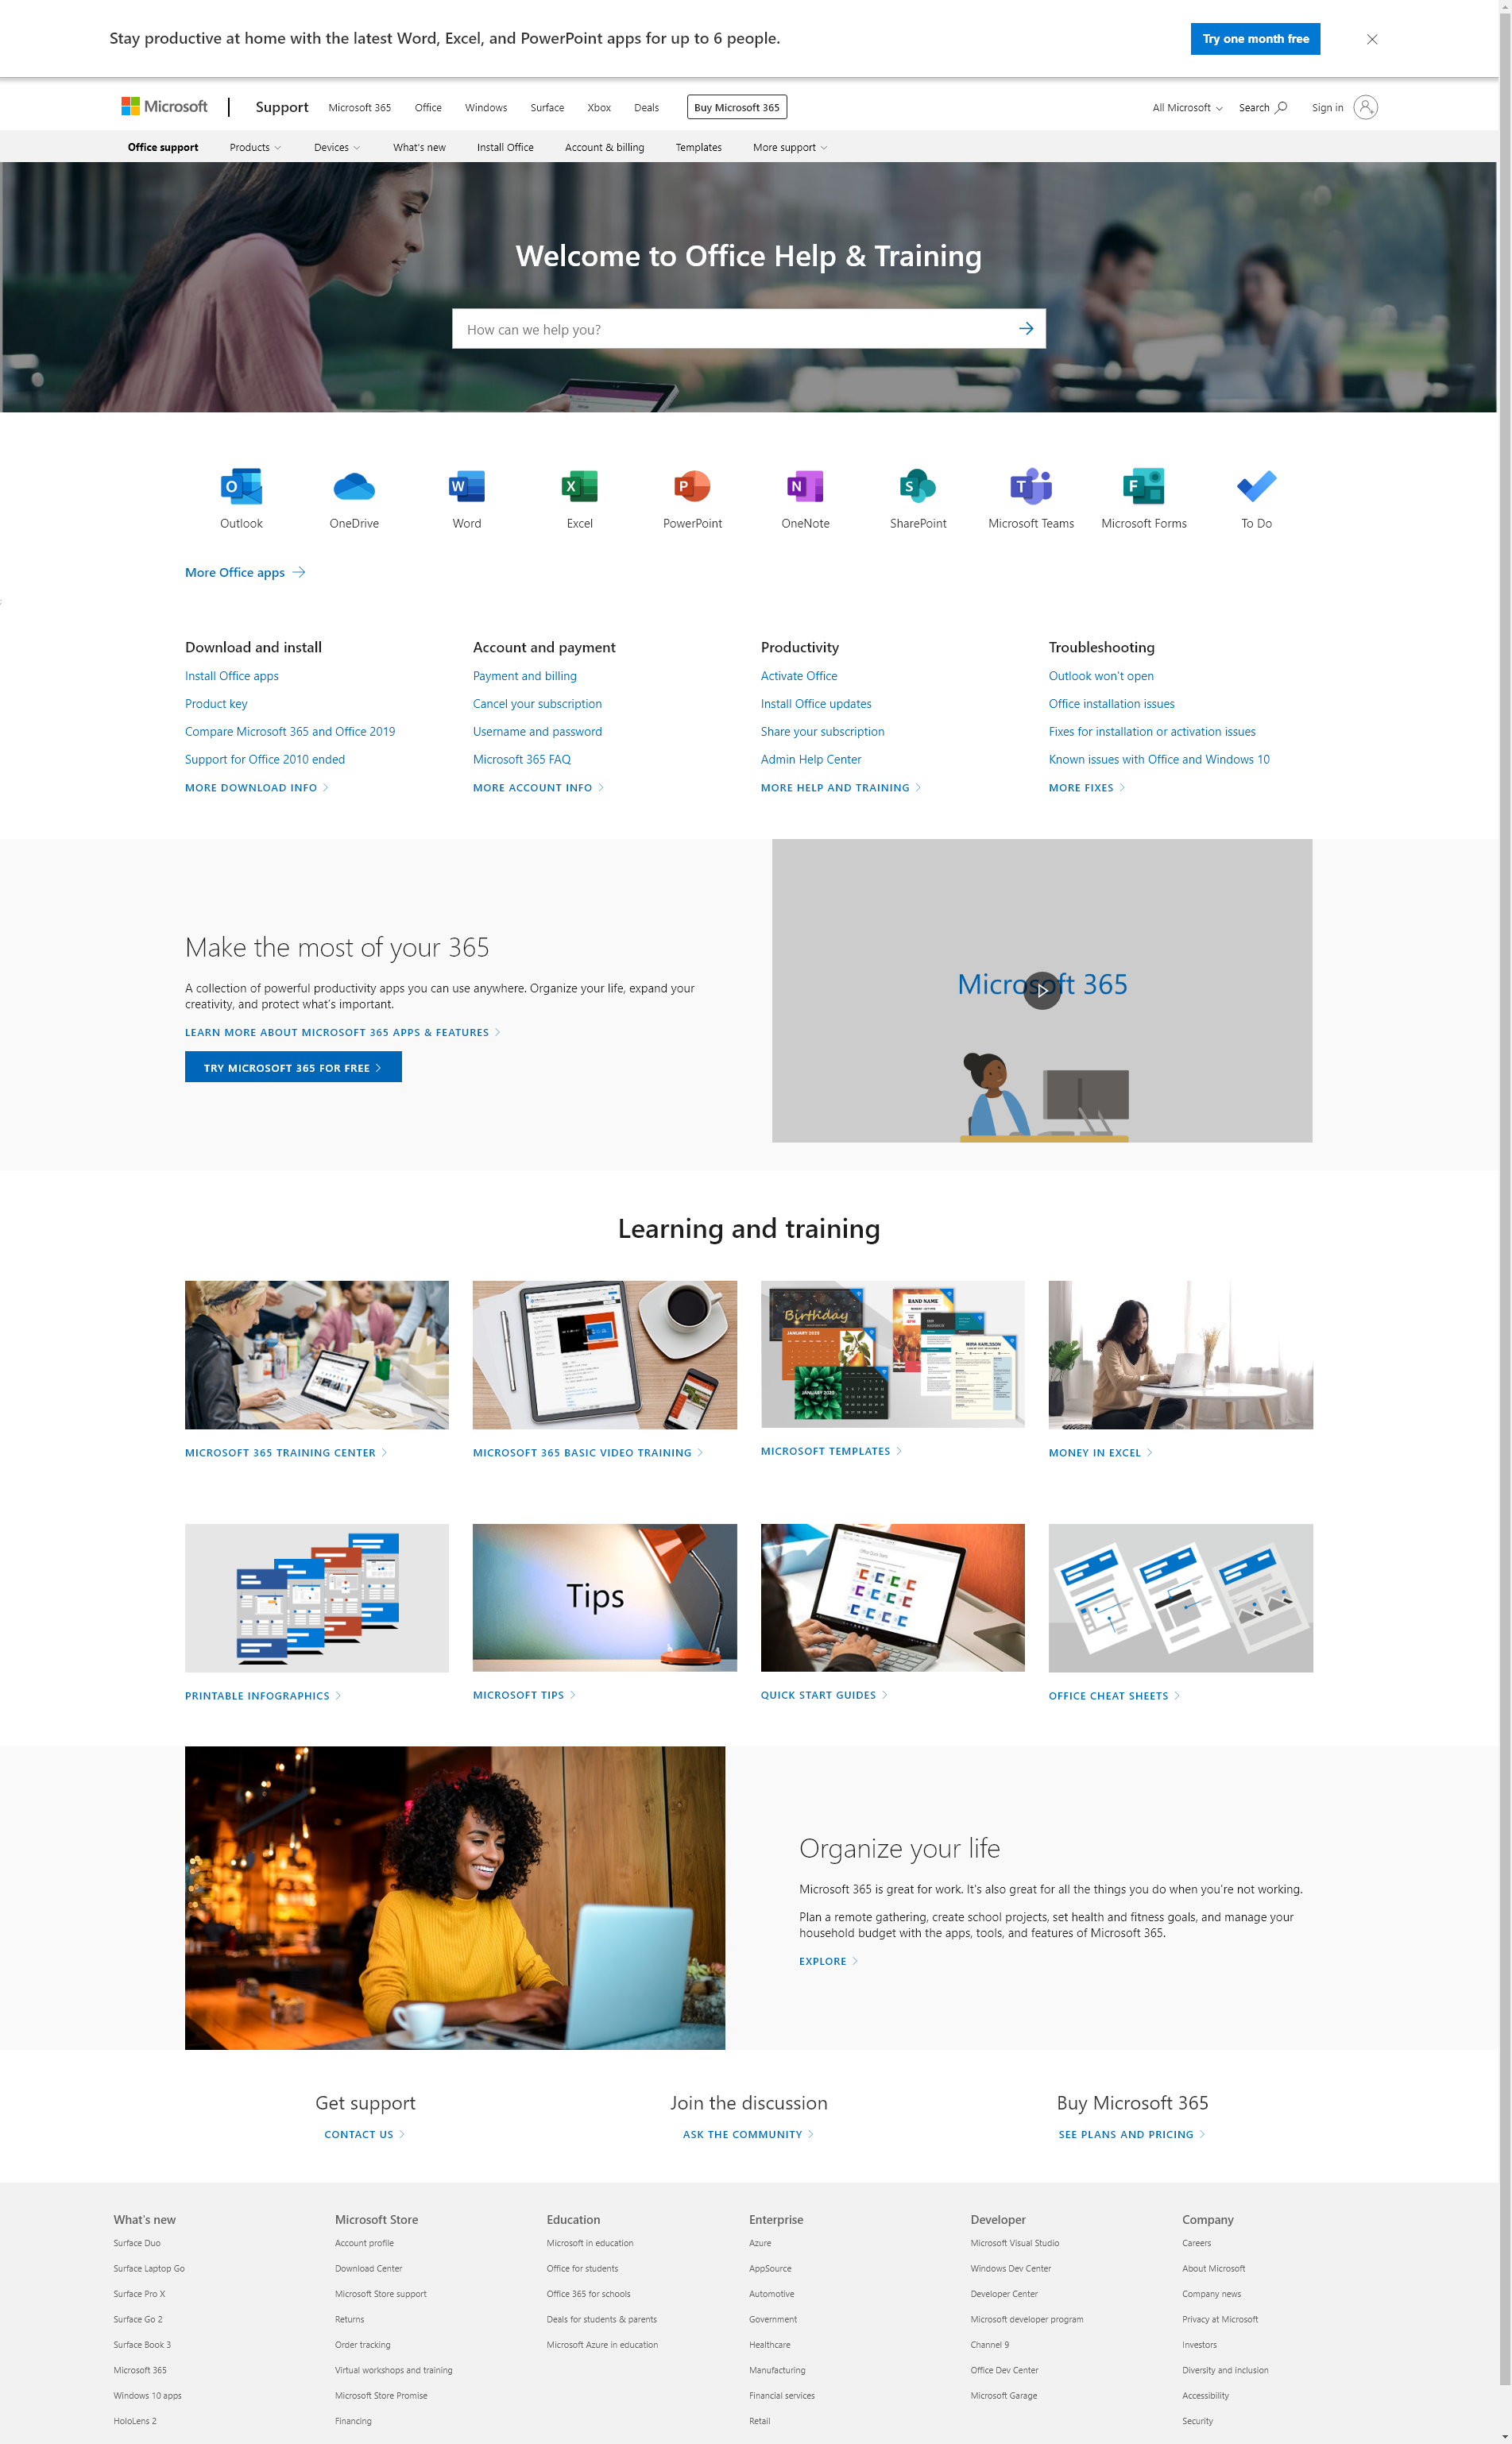 Stay productive at home with the latest Word, Excel, and PowerPoint apps for up to 6 people.
Try one month free
Microsoft
Support
Microsoft 365
Office
Windows
Surface
Xbox
Deals
Buy Microsoft 365
All Microsoft
Search
Sign in
Office support
Products
Devices
What's new
Install Office
Account & billing
Templates
More support
Welcome to Office Help & Training
How can we help you?
Outlook
OneDrive
Word
Excel
PowerPoint
OneNote
SharePoint
Microsoft Teams
Microsoft Forms
To Do
More Office apps
Download and install
Install Office apps
Product key
Compare Microsoft 365 and Office 2019
Support for Office 2010 ended
MORE DOWNLOAD INFO
Account and payment
Payment and billing
Cancel your subscription
Username and password
Microsoft 365 FAQ
MORE ACCOUNT INFO
Productivity
Activate Office
Install Office updates
Share your subscription
Admin Help Center
MORE HELP AND TRAINING
Troubleshooting
Outlook won't open
Office installation issues
Fixes for installation or activation issues
Known issues with Office and Windows 10
MORE FIXES
Make the most of your 365
A collection of powerful productivity apps you can use anywhere. Organize your life, expand your
creativity, and protect what's important.
LEARN MORE ABOUT MICROSOFT 365 APPS & FEATURES
TRY MICROSOFT 365 FOR FREE
Microsoft 365
Learning and training
Birthday
BAND NAME
JANUARY 2020
MIRA KARLSSON
JANUARY 2020
MICROSOFT 365 TRAINING CENTER
MICROSOFT 365 BASIC VIDEO TRAINING
MICROSOFT TEMPLATES
MONEY IN EXCEL
Tips
PRINTABLE INFOGRAPHICS
MICROSOFT TIPS
QUICK START GUIDES
OFFICE CHEAT SHEETS
Organize your life
Microsoft 365 is great for work. It's also great for all the things you do when you're not working.
Plan a remote gathering, create school projects, set health and fitness goals, and manage your
household budget with the apps, tools, and features of Microsoft 365.
EXPLORE
Get support
CONTACT US
Join the discussion
ASK THE COMMUNITY
Buy Microsoft 365
SEE PLANS AND PRICING
What's new
Surface Duo
Surface Laptop Go
Surface Pro X
Surface Go 2
Surface Book 3
Microsoft 365
Windows 10 apps
HoloLens 2
Microsoft Store
Account profile
Download Center
Microsoft Store support
Returns
Order tracking
Virtual workshops and training
Microsoft Store Promise
Financing
Education
Microsoft in education
Office for students
Office 365 for schools
Deals for students & parents
Microsoft Azure in education
Enterprise
Azure
AppSource
Automotive
Government
Healthcare
Manufacturing
Financial services
Retail
Developer
Microsoft Visual Studio
Windows Dev Center
Developer Center
Microsoft developer program
Channel 9
Office Dev Center
Microsoft Garage
Company
Careers
About Microsoft
Company news
Privacy at Microsoft
Investors
Diversity and inclusion
Accessibility
Security